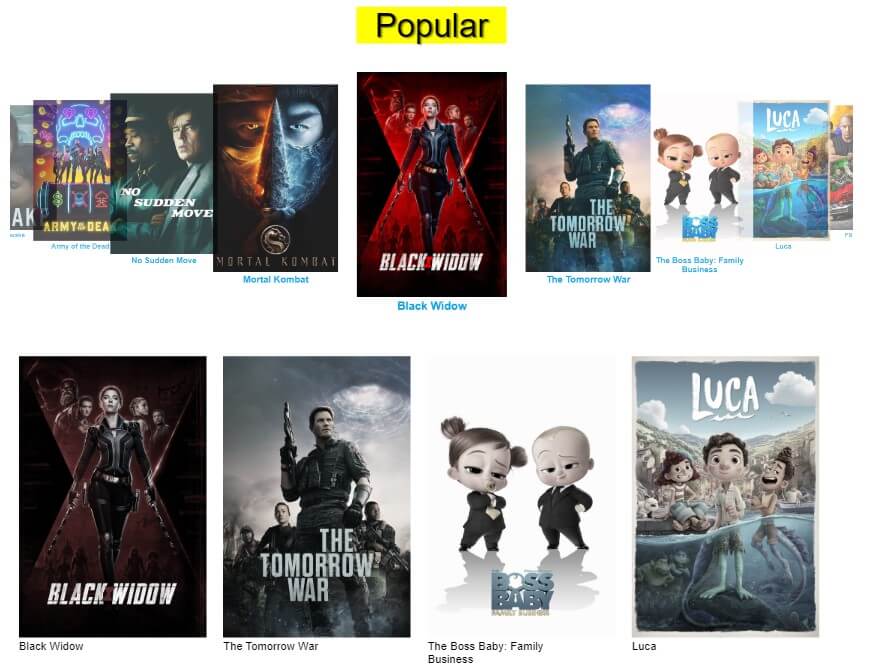 Popular
AK
ARMY OF THE DEAD
Army of the Dead
NO
SUDDEN
MOVE
No Sudden Move
MORTAL KOMBAT
Mortal Kombat
BLACK WIDOW
Black Widow
THE
TOMORROW
WAR
The Tomorrow War
BOSS
BABY
The Boss Baby: Family
Business
LUCA
Luca
BLACK WIDOW
Black Widow
THE
TOMORROW
WAR
The Tomorrow War
BOSS
BABY
FAMILY BUSINESS
The Boss Baby: Family
Business
LUCA
Luca